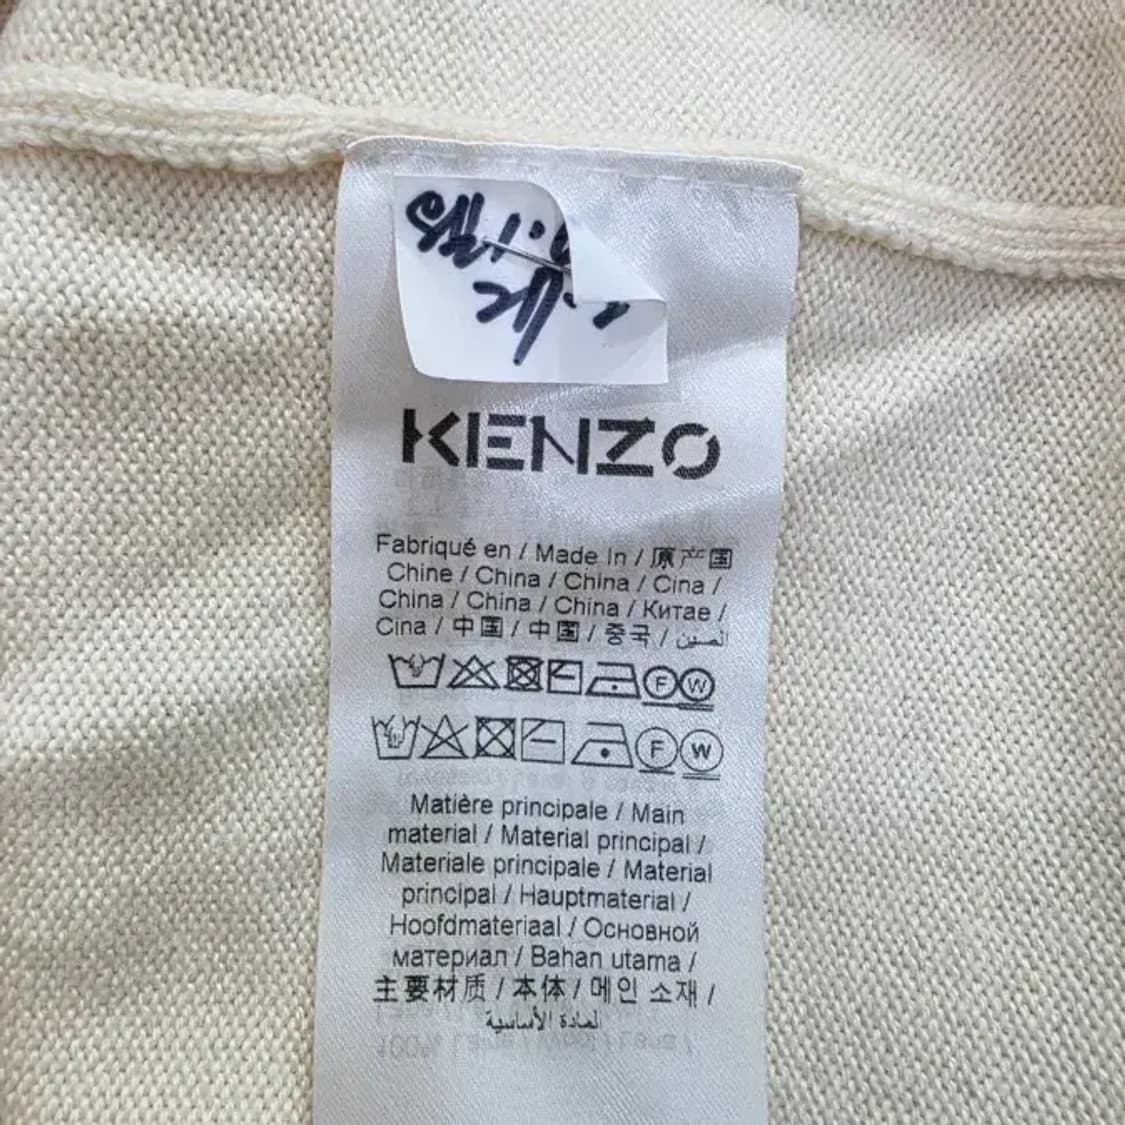 KENZO
Fabriqué en / Made In / 原产国
Chine / China / China / Cina /
China / China / China / Китае /
Cina / 中国 / 中国 / 중국 / الصين
F W
F W
Matière principale / Main
material / Material principal /
Materiale principale / Material
principal / Hauptmaterial /
Hoofdmateriaal / Основной
материал / Bahan utama /
主要材质 / 本体 / 메인 소재 /
المادة الأساسية